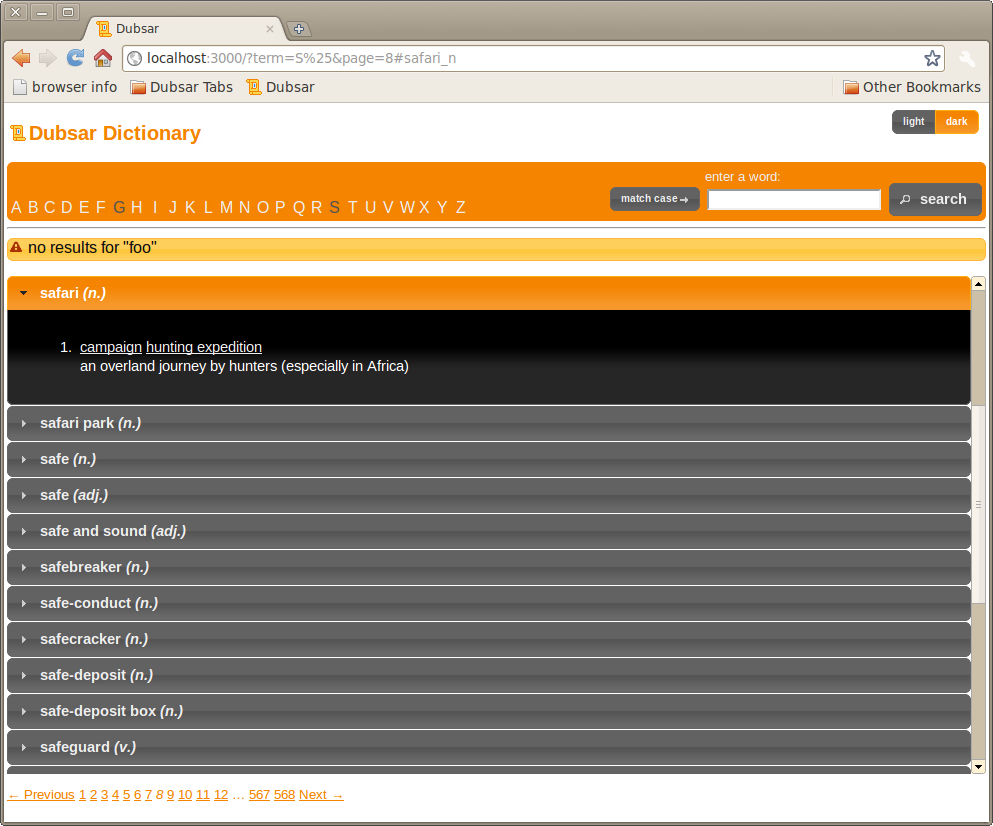 Dubsar
localhost:3000/?term=S%25&page=8#safari_n
browser info Dubsar Tabs Dubsar Other Bookmarks
Dubsar Dictionary light dark
enter a word:
A B C D E F G H I J K L M N O P Q R S T U V W X Y Z match case→ search
no results for "foo"
safari (n.)
1. campaign hunting expedition
an overland journey by hunters (especially in Africa)
safari park (n.)
safe (n.)
safe (adj.)
safe and sound (adj.)
safebreaker (n.)
safe-conduct (n.)
safecracker (n.)
safe-deposit (n.)
safe-deposit box (n.)
safeguard (v.)
← Previous 1 2 3 4 5 6 7 8 9 10 11 12 … 567 568 Next →